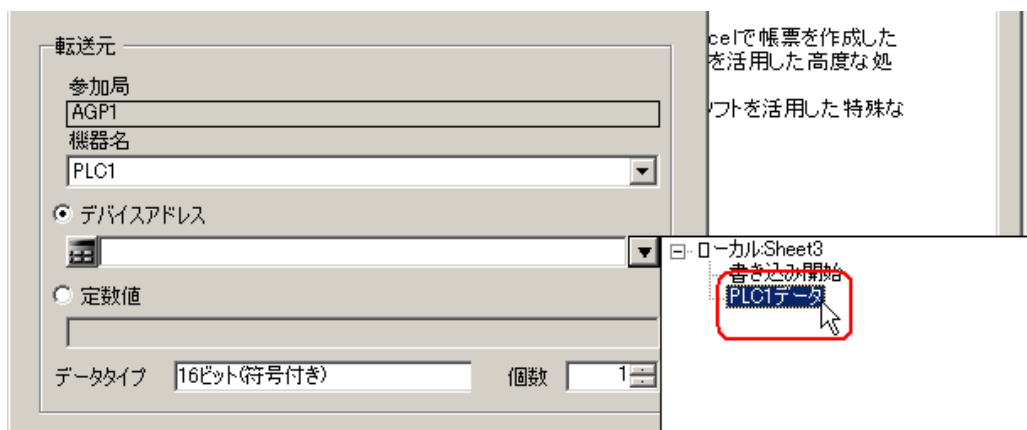 転送元
参加局
AGP1
機器名
PLC1
デバイスアドレス
定数値
データタイプ 16ビット(符号付き) 個数 1
celで帳票を作成した
を活用した高度な処
ソフトを活用した特殊な
ローカル:Sheet3
書き込み開始
PLC1データ